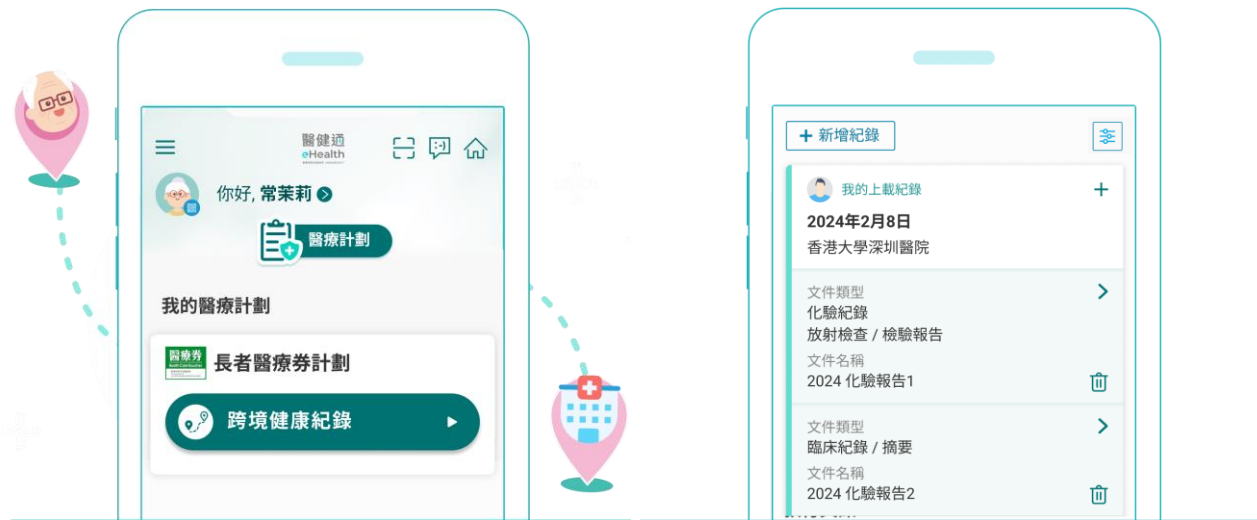 醫健通
eHealth
你好, 常茉莉
醫療計劃
我的醫療計劃
醫療券
長者醫療券計劃
跨境健康紀錄
+ 新增紀錄
我的上載紀錄
2024年2月8日
香港大學深圳醫院
文件類型
化驗紀錄
放射檢查 / 檢驗報告
文件名稱
2024 化驗報告1
文件類型
臨床紀錄 / 摘要
文件名稱
2024 化驗報告2